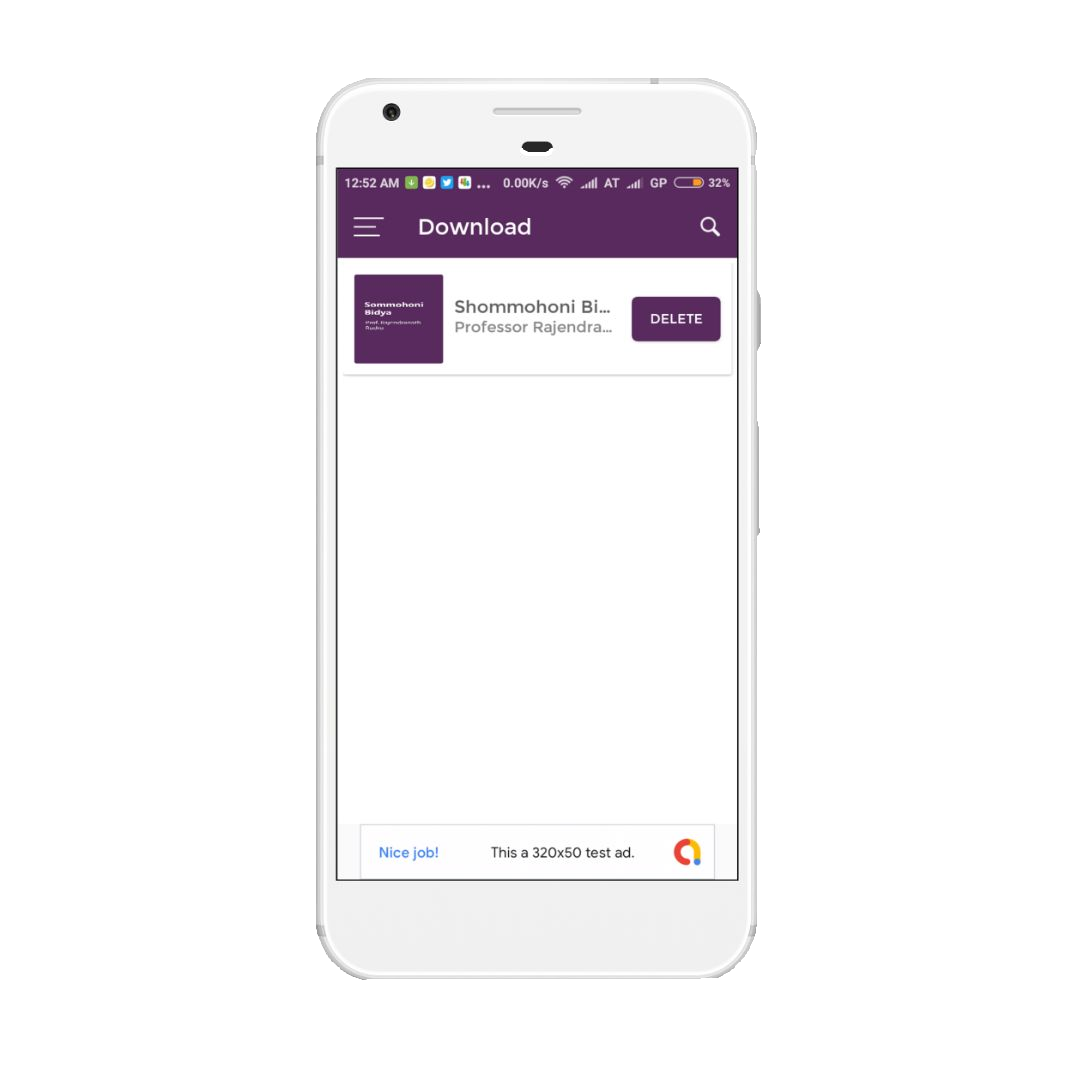 12:52 AM ... 0.00K/s AT GP 32%
Download
Sommohoni
Bidya
Prof. Rajendranath
Rudru
Shommohoni Bi...
Professor Rajendra...
DELETE
Nice job! This a 320x50 test ad.